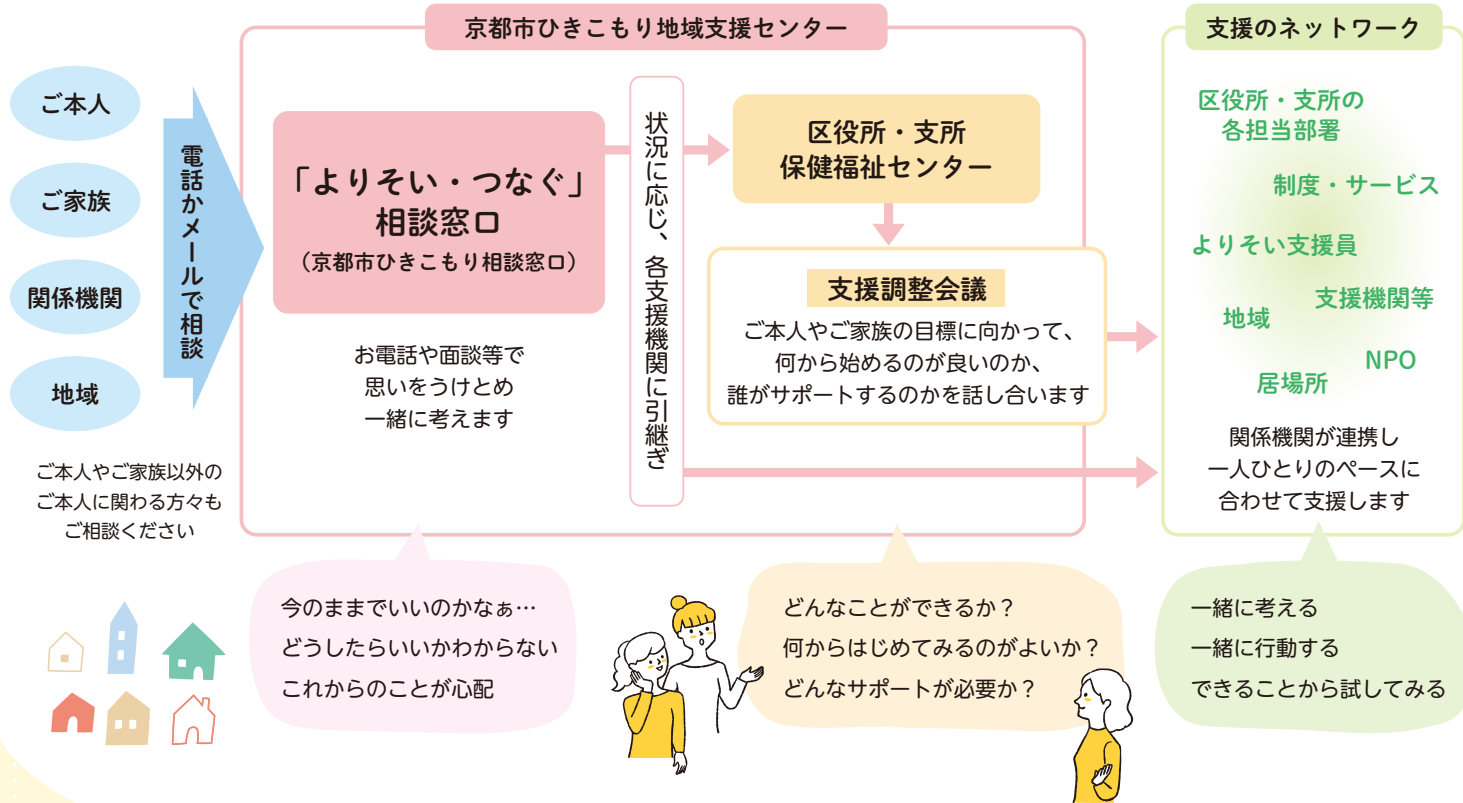 京都市ひきこもり地域支援センター
支援のネットワーク
ご本人
ご家族
関係機関
地域
ご本人やご家族以外の
ご本人に関わる方々も
ご相談ください
電話かメールで相談
「よりそい・つなぐ」
相談窓口
（京都市ひきこもり相談窓口）
お電話や面談等で
思いをうけとめ
一緒に考えます
状況に応じ、各支援機関に引継ぎ
区役所・支所
保健福祉センター
支援調整会議
ご本人やご家族の目標に向かって、
何から始めるのが良いのか、
誰がサポートするのかを話し合います
区役所・支所の
各担当部署
制度・サービス
よりそい支援員
支援機関等
地域
NPO
居場所
関係機関が連携し
一人ひとりのペースに
合わせて支援します
今のままでいいのかなぁ…
どうしたらいいかわからない
これからのことが心配
どんなことができるか？
何からはじめてみるのがよいか？
どんなサポートが必要か？
一緒に考える
一緒に行動する
できることから試してみる